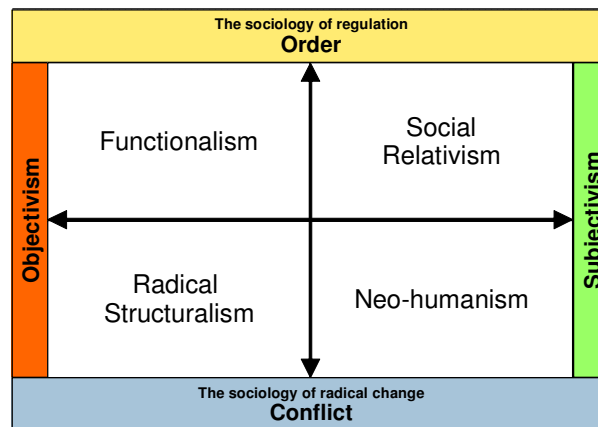 The sociology of regulation
Order
Functionalism
Social
Relativism
Objectivism
Subjectivism
Radical
Structuralism
Neo-humanism
The sociology of radical change
Conflict